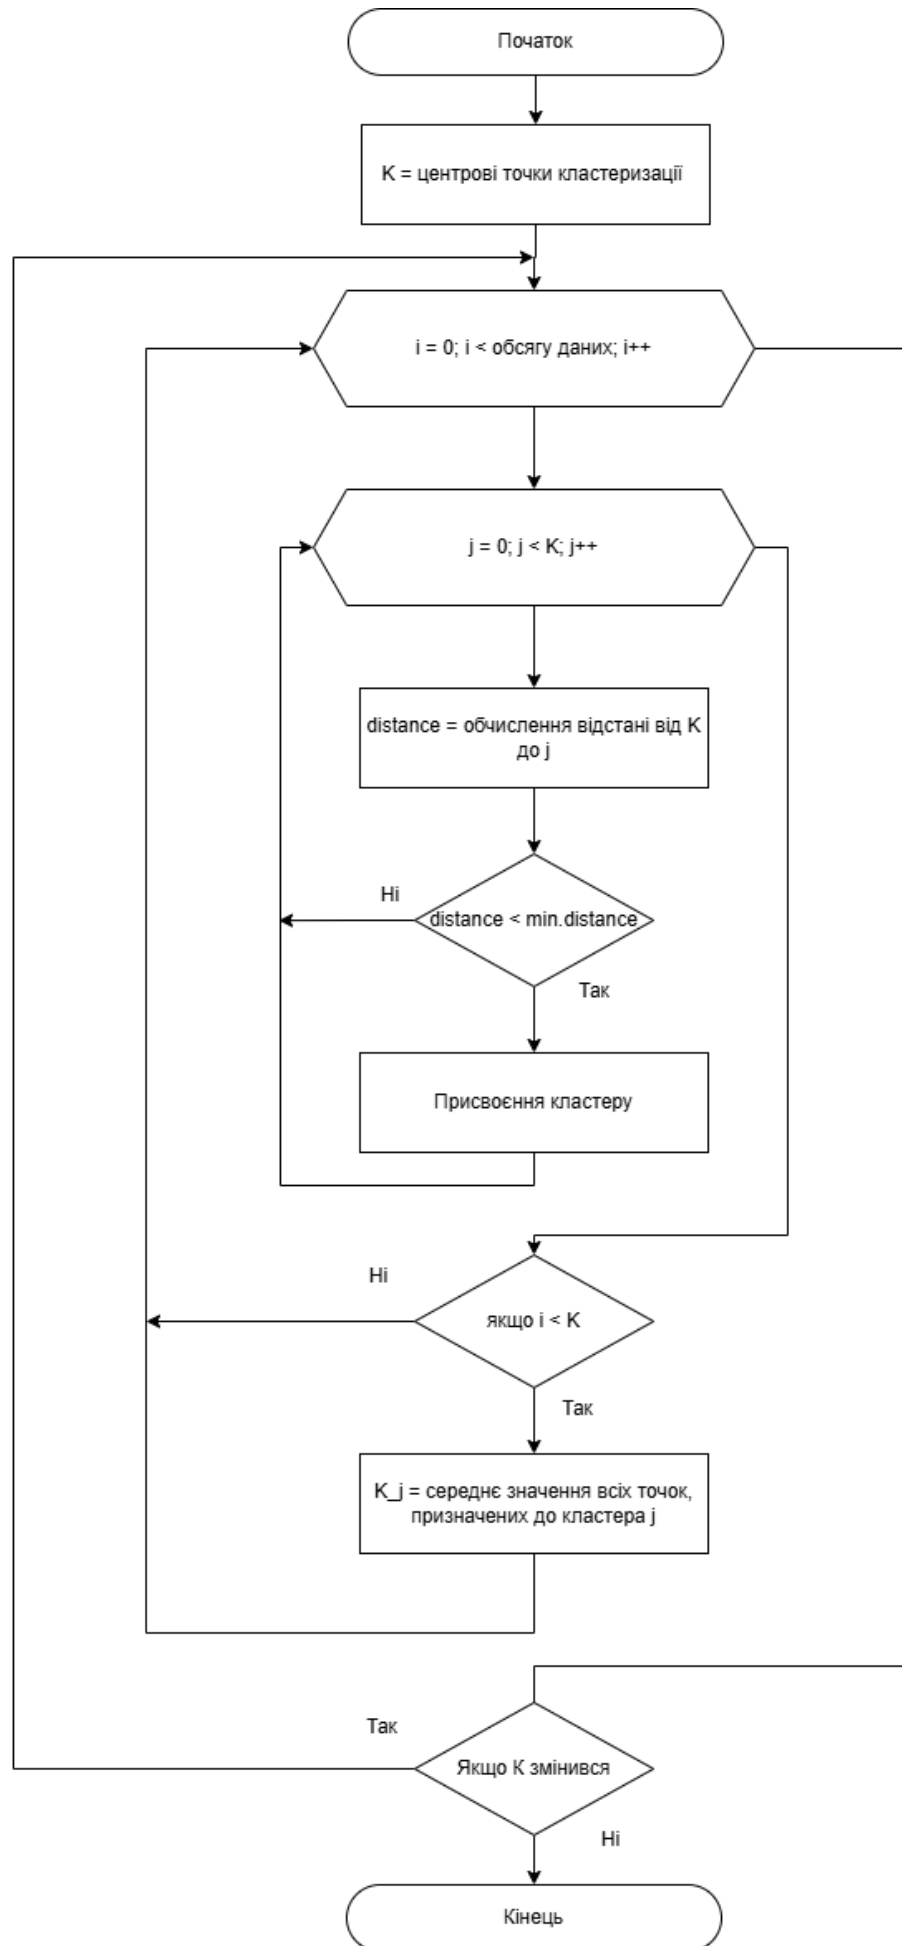 Початок
К = центрові точки кластеризації
i = 0; i < обсягу даних; i++
j = 0; j < K; j++
distance = обчислення відстані від K
до j
Ні
distance < min.distance
Так
Присвоєння кластеру
Ні
якщо i < K
Так
K_j = середнє значення всіх точок,
призначених до кластера j
Так
Якщо К змінився
Ні
Кінець